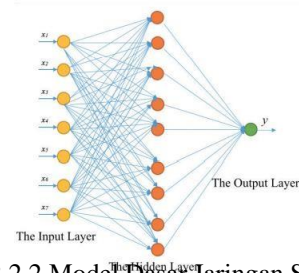 x1
x2
x3
x4
x5
x6
x7
y
The Output Layer
The Input Layer
The Hidden Layer
2.2 Model Dasar Jaringan S